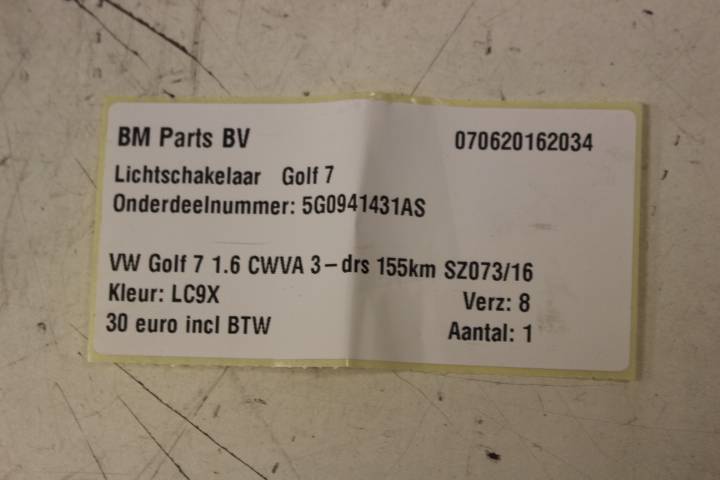 BM Parts BV 070620162034
Lichtschakelaar Golf 7
Onderdeelnummer: 5G0941431AS
VW Golf 7 1.6 CWVA 3-drs 155km SZ073/16
Kleur: LC9X Verz: 8
30 euro incl BTW Aantal: 1